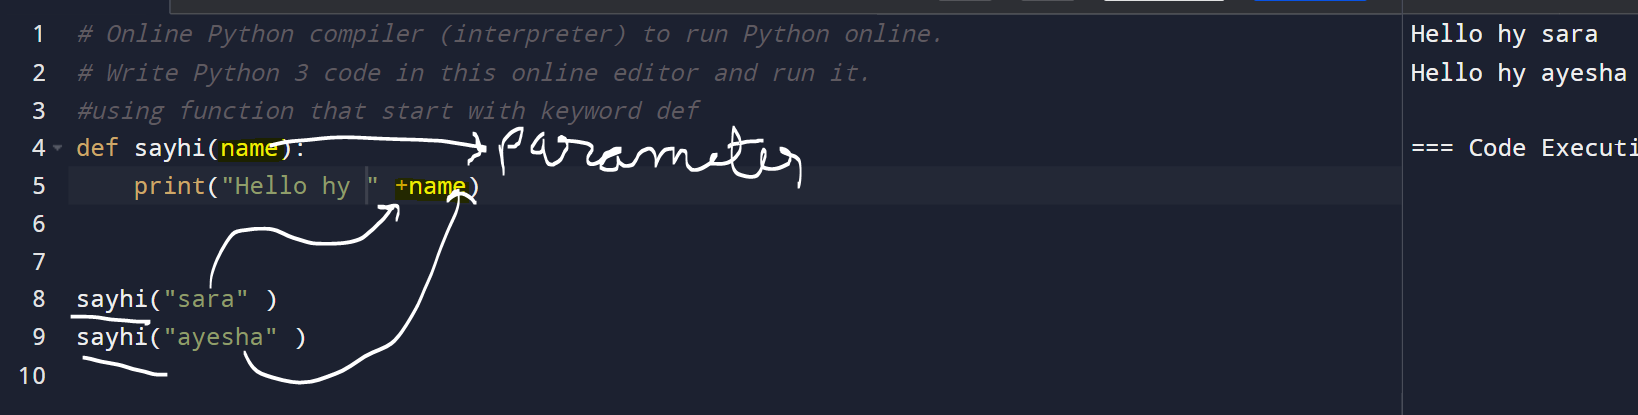 1 # Online Python compiler (interpreter) to run Python online.
2 # Write Python 3 code in this online editor and run it.
3 #using function that start with keyword def
4 def sayhi(name): Parameter
5 print("Hello hy " +name)
6
7
8 sayhi("sara" )
9 sayhi("ayesha" )
10
Hello hy sara
Hello hy ayesha
=== Code Executi